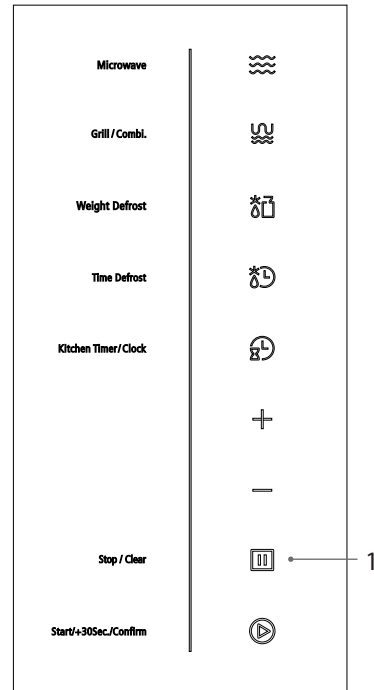 Microwave
Grill / Combi.
Weight Defrost
Time Defrost
Kitchen Timer/Clock
Stop / Clear
1
Start/+30Sec./Confirm